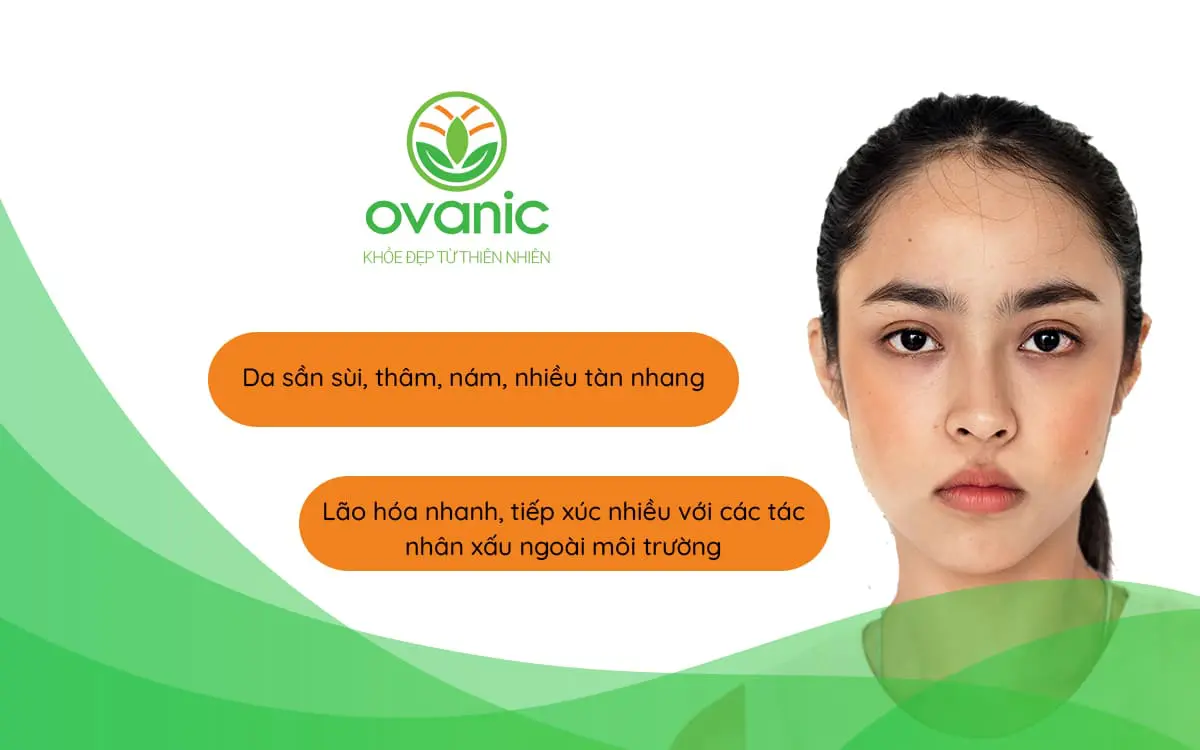 ovanic
KHỎE ĐẸP TỪ THIÊN NHIÊN
Da sần sùi, thâm, nám, nhiều tàn nhang
Lão hóa nhanh, tiếp xúc nhiều với các tác
nhân xấu ngoài môi trường